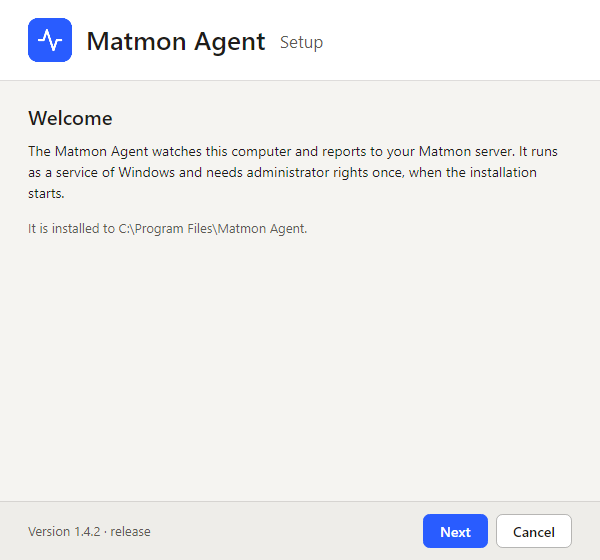 Matmon Agent Setup
Welcome
The Matmon Agent watches this computer and reports to your Matmon server. It runs
as a service of Windows and needs administrator rights once, when the installation
starts.
It is installed to C:\Program Files\Matmon Agent.
Version 1.4.2 · release
Next
Cancel